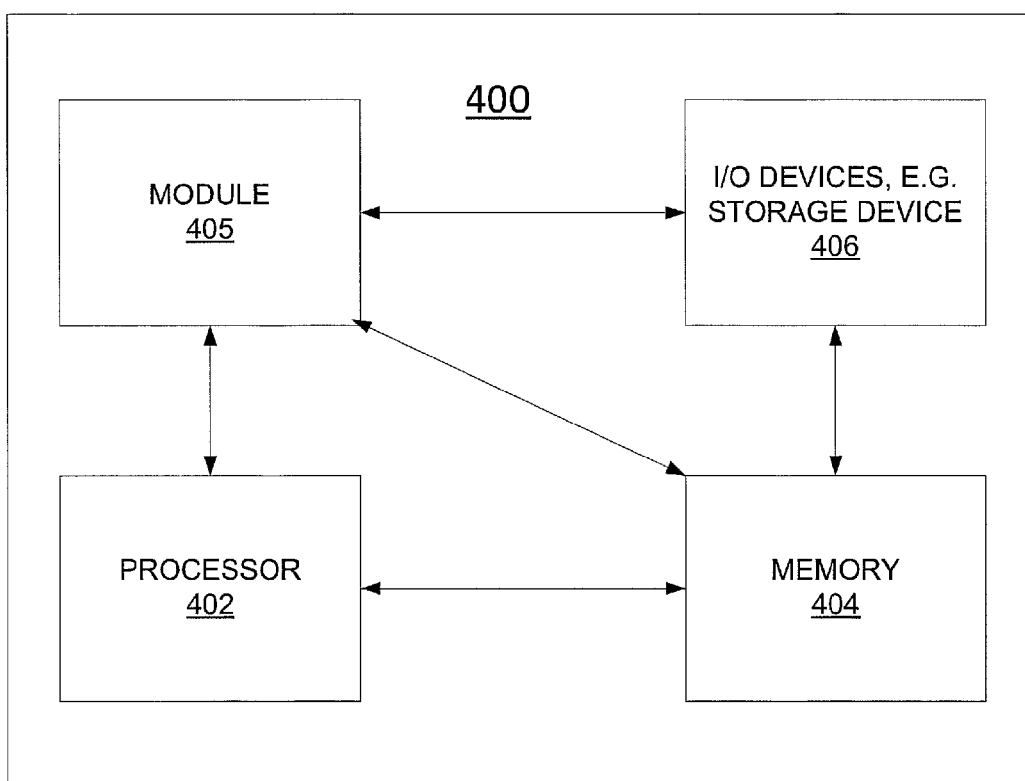 400
MODULE
405
I/O DEVICES, E.G.
STORAGE DEVICE
406
PROCESSOR
402
MEMORY
404